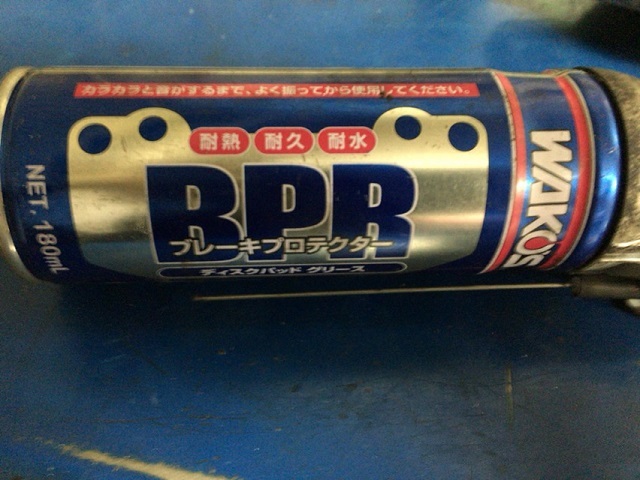 カラカラと音がするまで、よく振ってから使用してください。
耐熱 耐久 耐水
BPR
ブレーキプロテクター
ディスクパッド グリース
NET. 180mL
WAKO'S